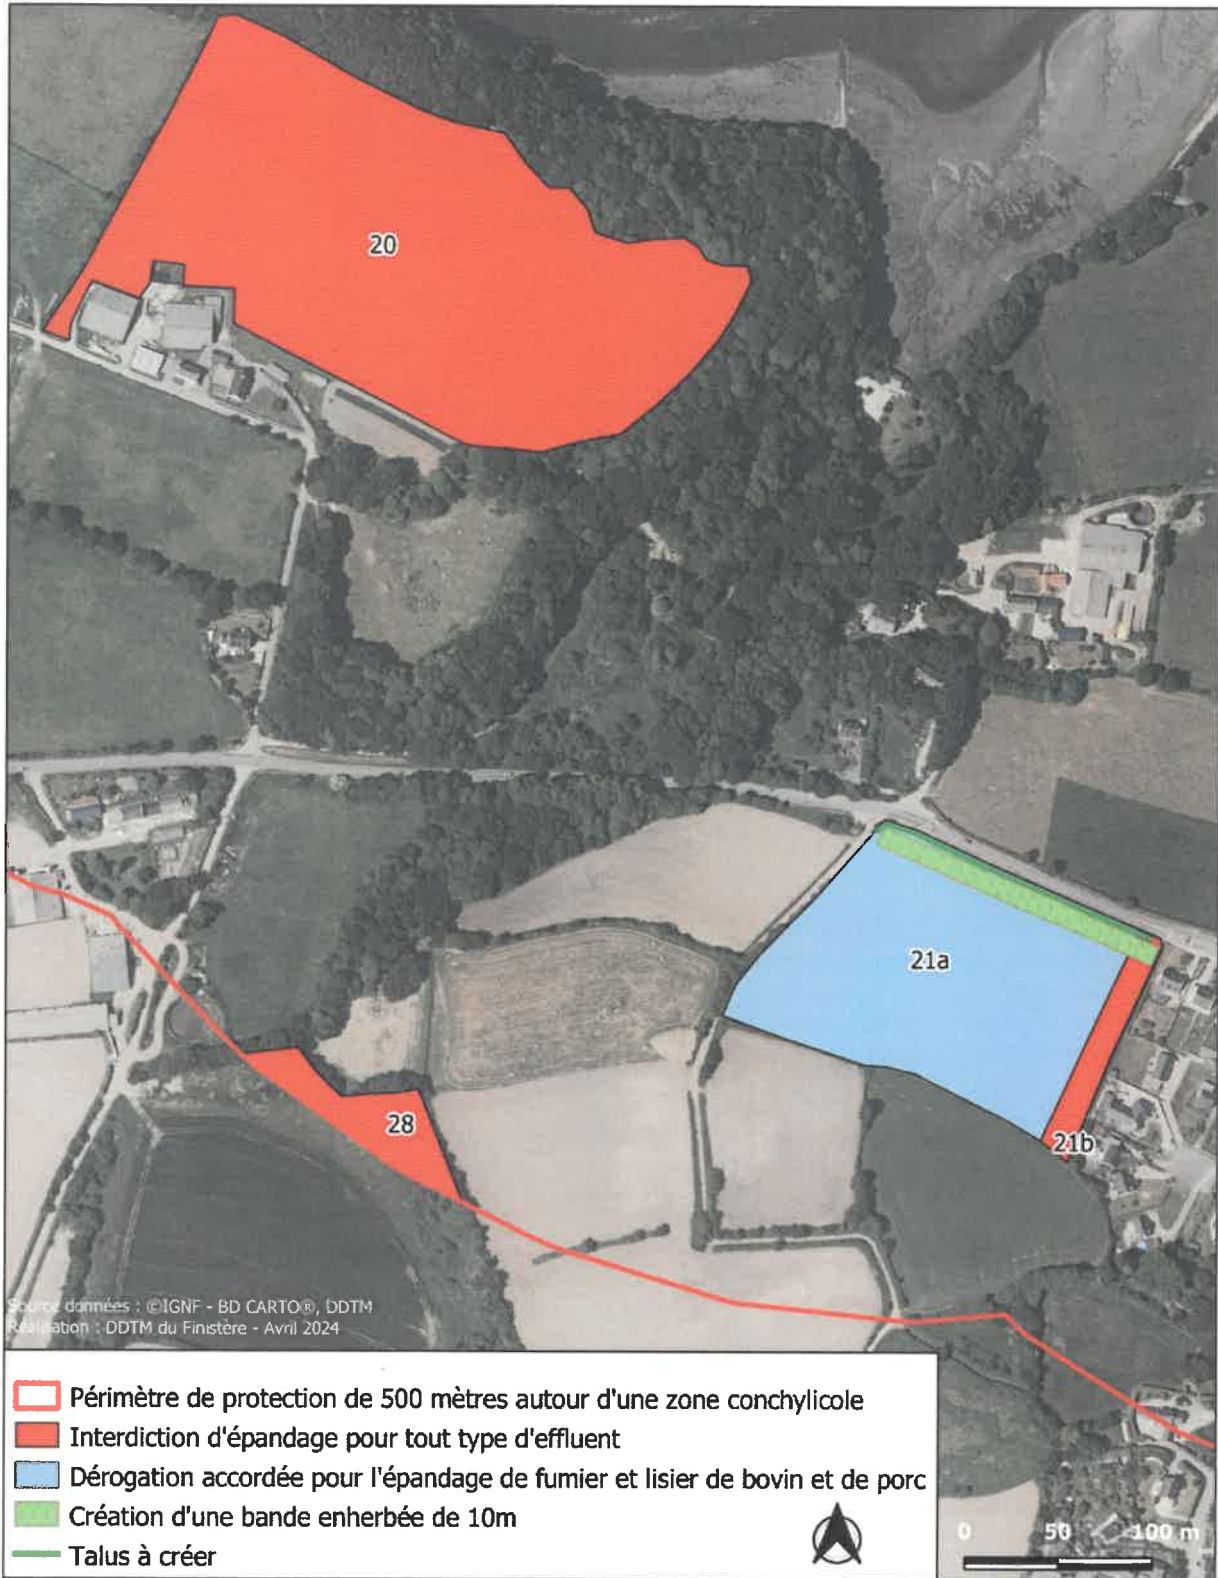 20
21a
21b
28
Source données : ©IGNF - BD CARTO®, DDTM
Réalisation : DDTM du Finistère - Avril 2024
Périmètre de protection de 500 mètres autour d'une zone conchylicole
Interdiction d'épandage pour tout type d'effluent
Dérogation accordée pour l'épandage de fumier et lisier de bovin et de porc
Création d'une bande enherbée de 10m
Talus à créer
0 50 100 m